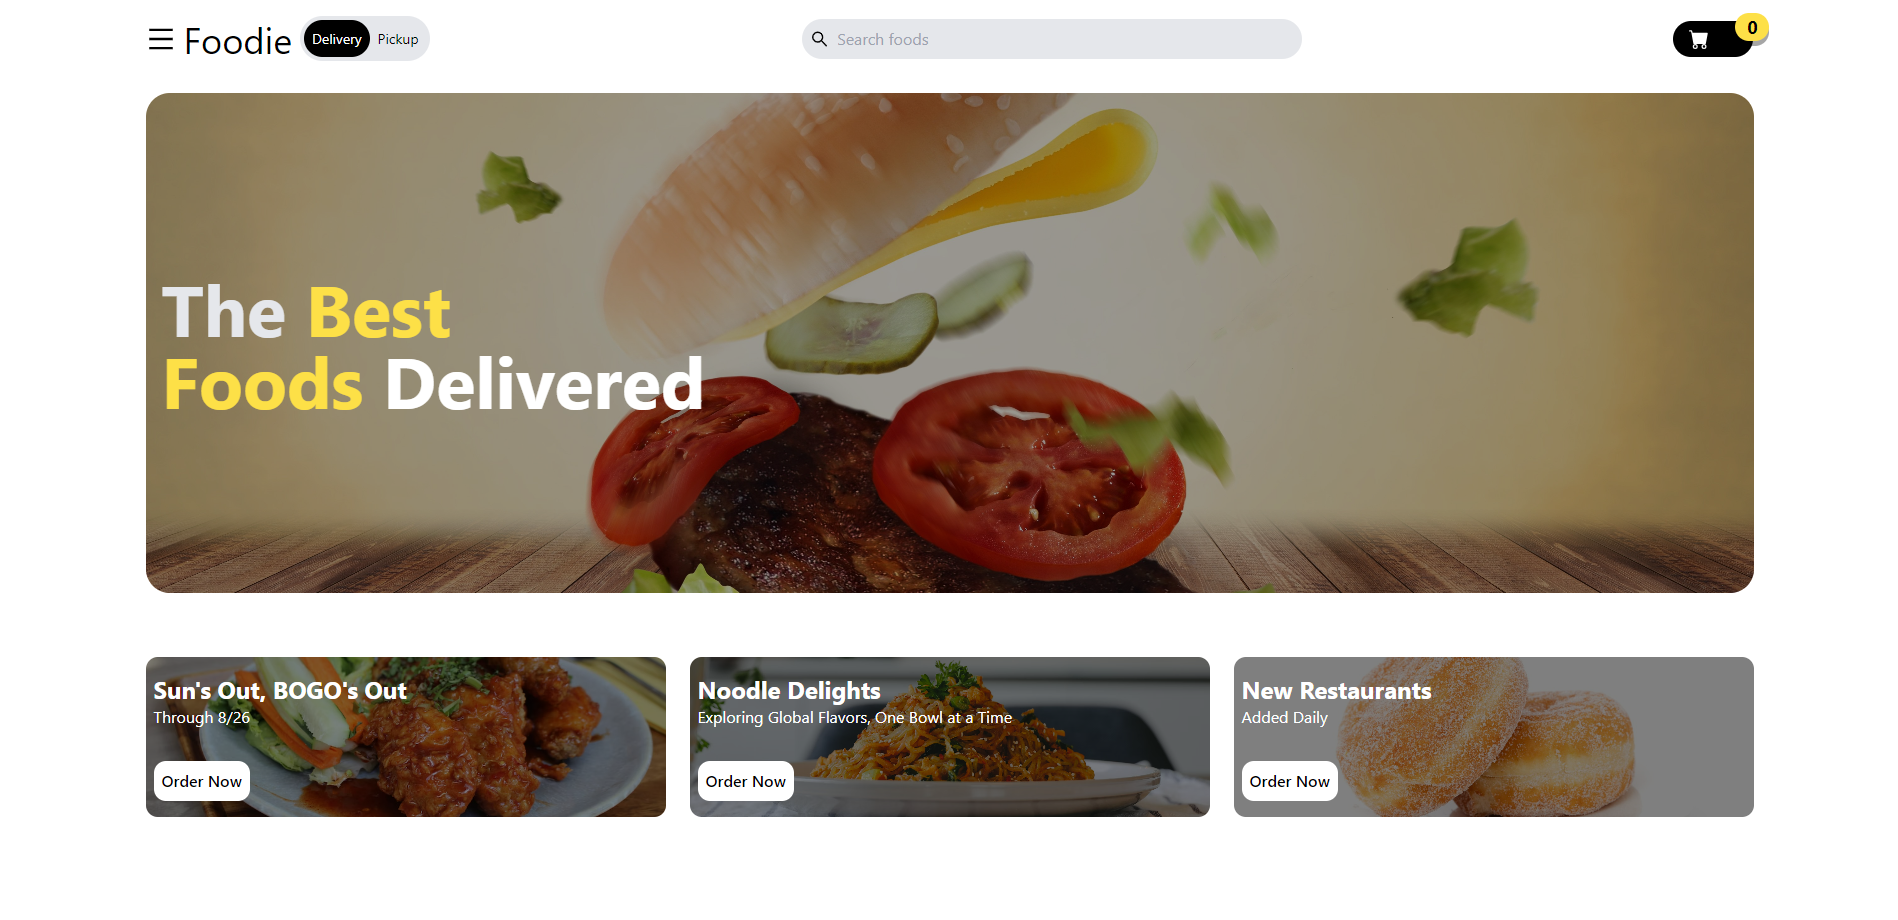 Foodie
Delivery
Pickup
Search foods
0
The Best
Foods Delivered
Sun's Out, BOGO's Out
Through 8/26
Order Now
Noodle Delights
Exploring Global Flavors, One Bowl at a Time
Order Now
New Restaurants
Added Daily
Order Now